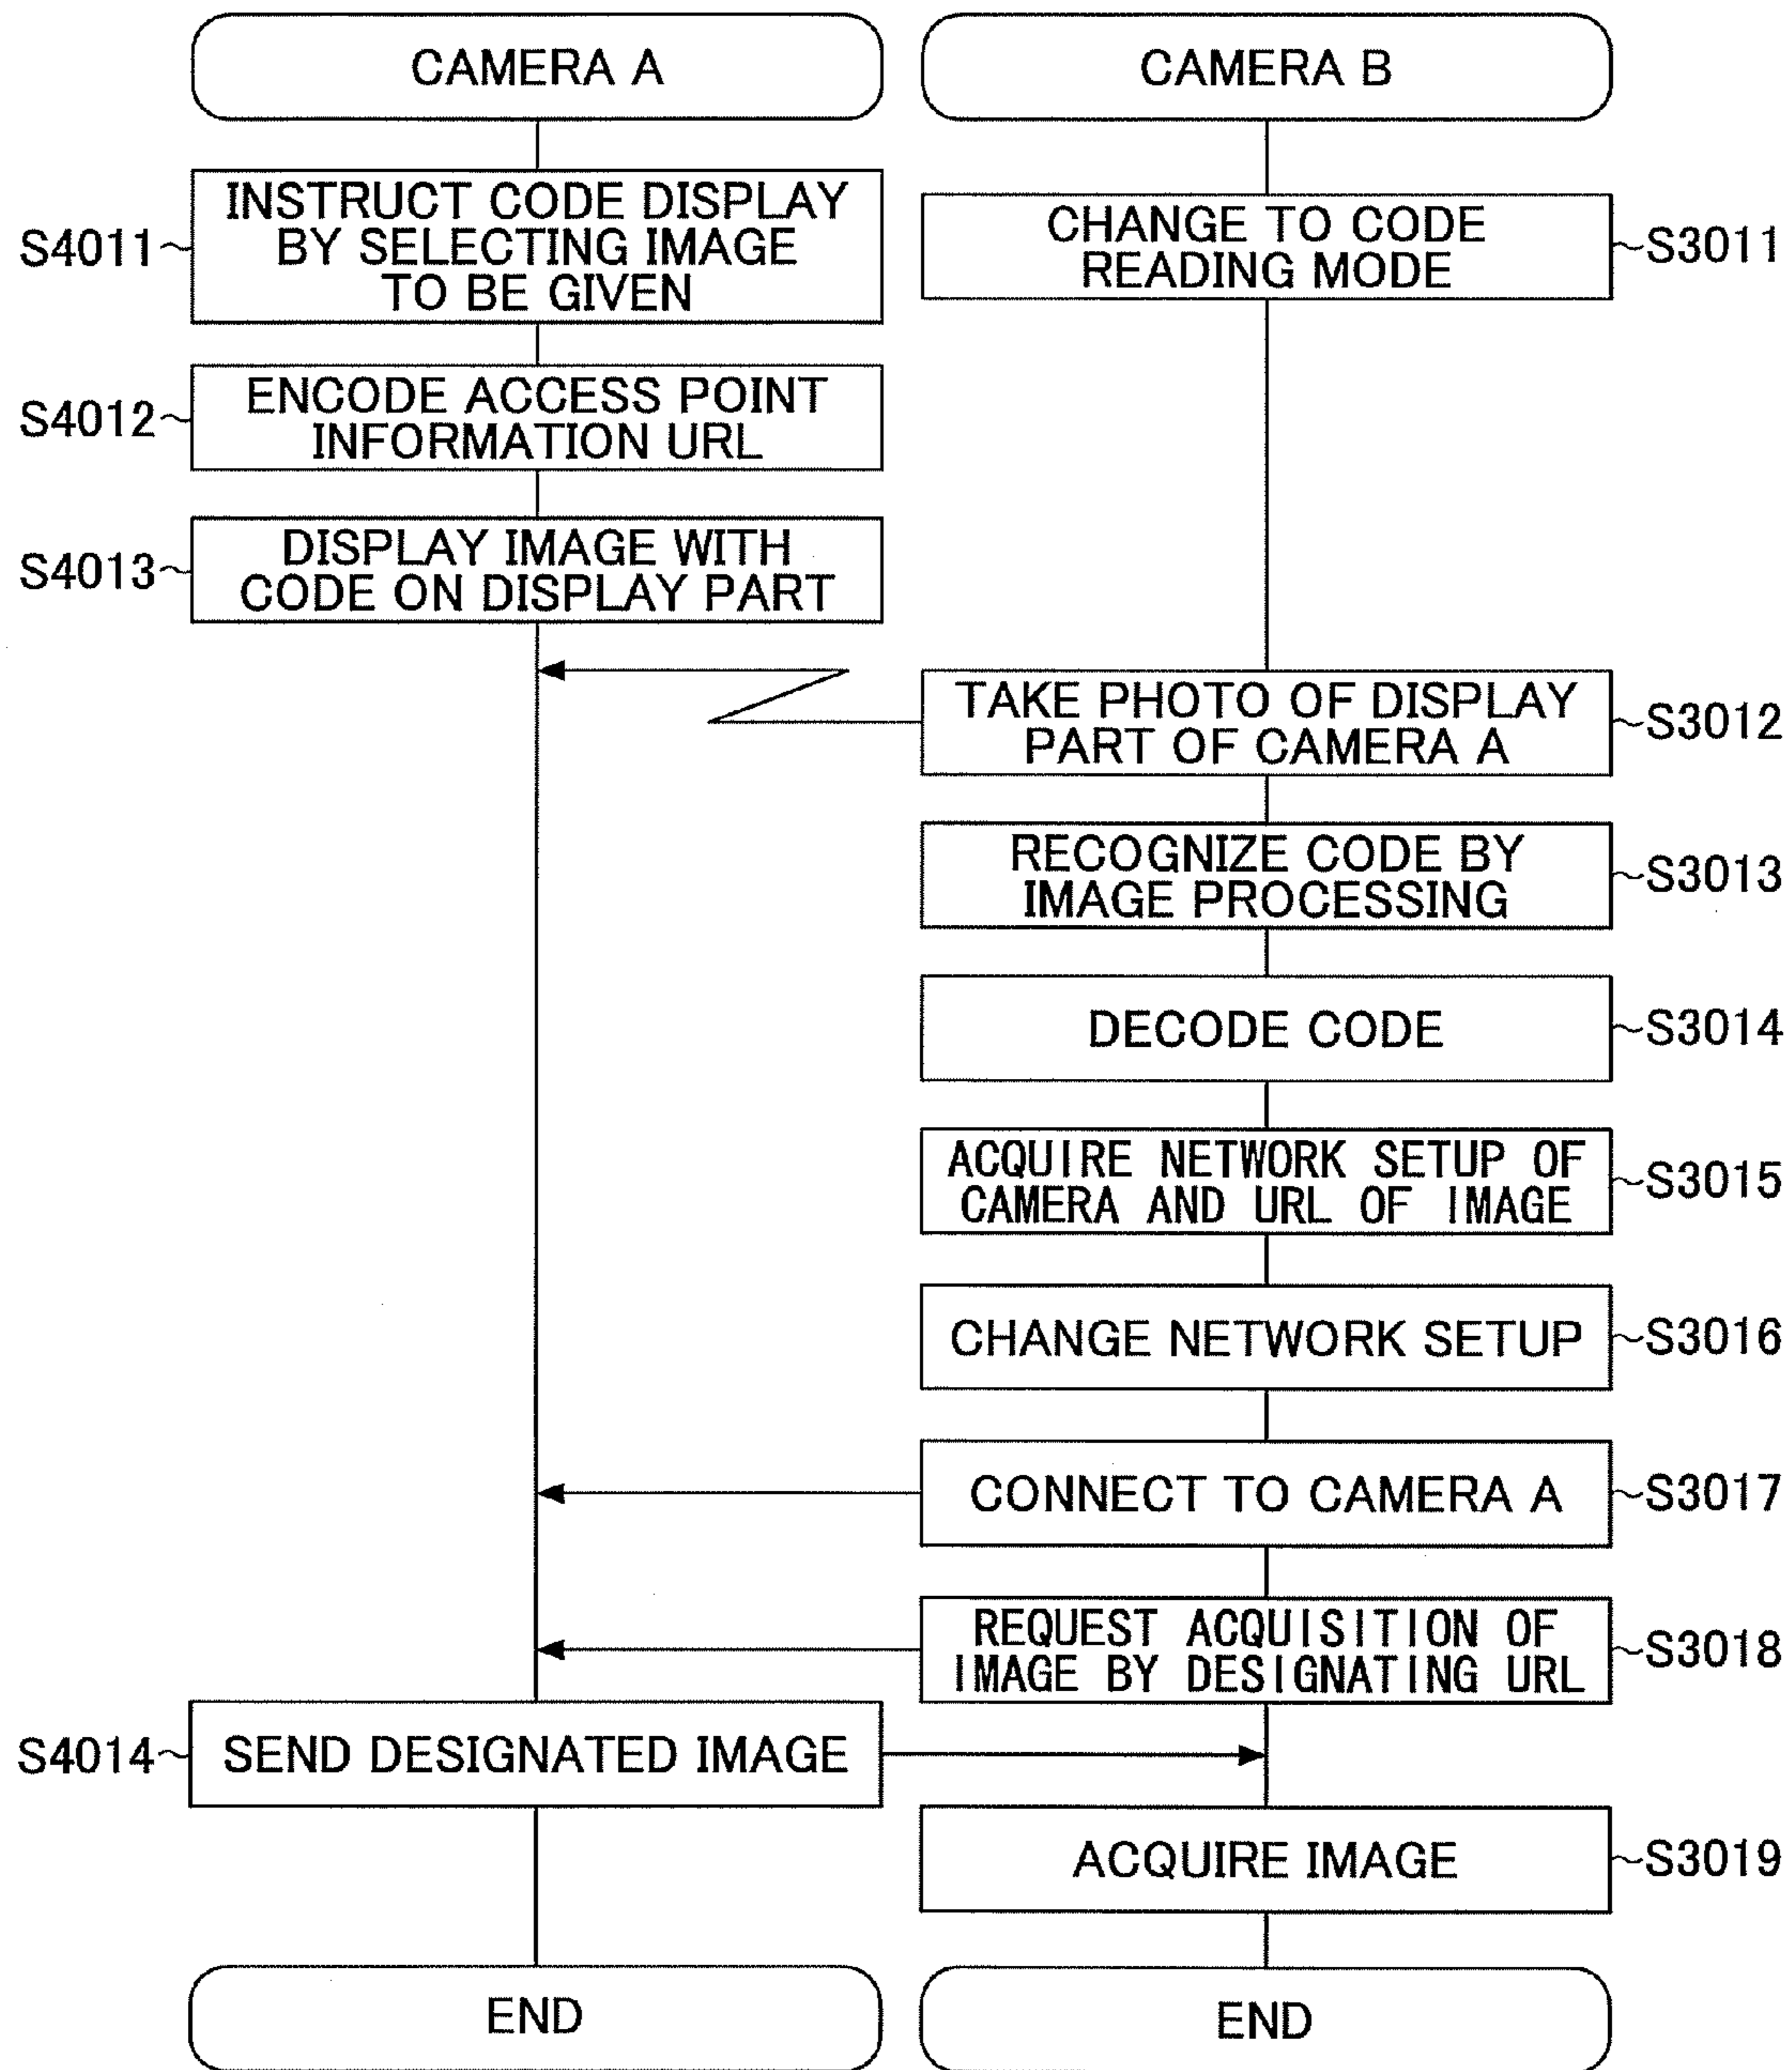 CAMERA A
CAMERA B
S4011
INSTRUCT CODE DISPLAY
BY SELECTING IMAGE
TO BE GIVEN
CHANGE TO CODE
READING MODE
S3011
S4012
ENCODE ACCESS POINT
INFORMATION URL
S4013
DISPLAY IMAGE WITH
CODE ON DISPLAY PART
TAKE PHOTO OF DISPLAY
PART OF CAMERA A
S3012
RECOGNIZE CODE BY
IMAGE PROCESSING
S3013
DECODE CODE
S3014
ACQUIRE NETWORK SETUP OF
CAMERA AND URL OF IMAGE
S3015
CHANGE NETWORK SETUP
S3016
CONNECT TO CAMERA A
S3017
REQUEST ACQUISITION OF
IMAGE BY DESIGNATING URL
S3018
S4014
SEND DESIGNATED IMAGE
ACQUIRE IMAGE
S3019
END
END